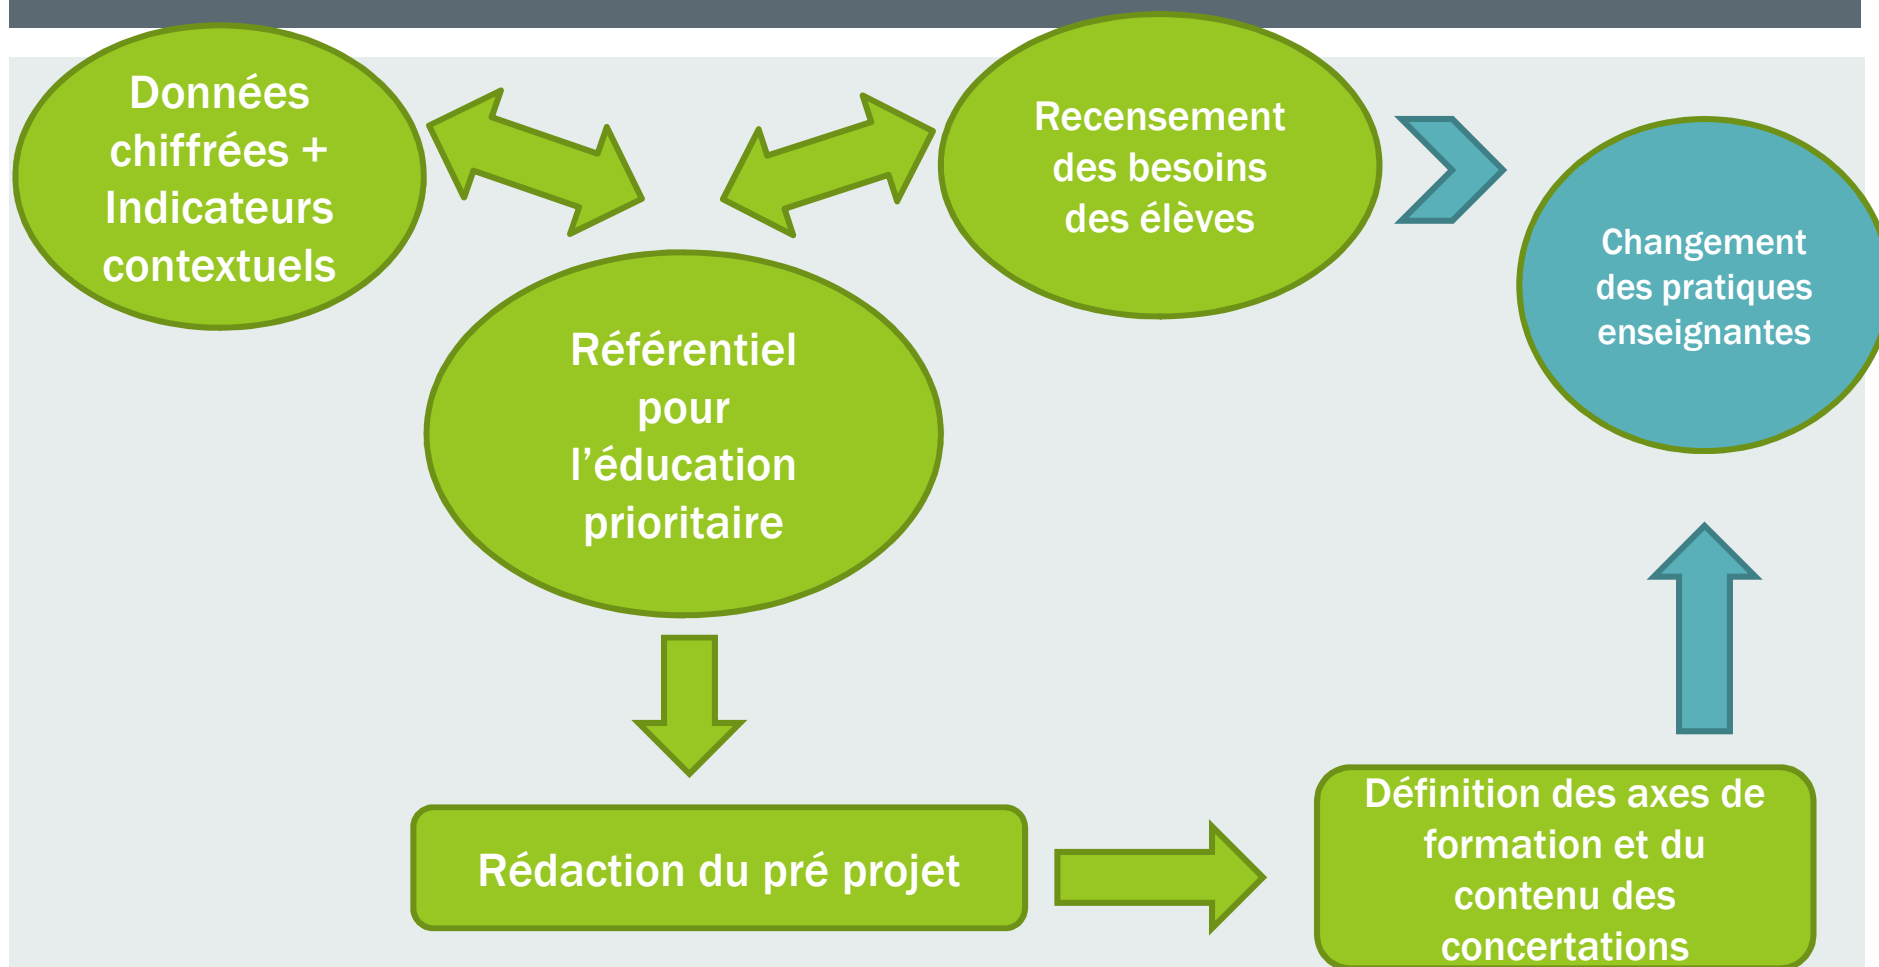 Données
chiffrées +
Indicateurs
contextuels
Recensement
des besoins
des élèves
Changement
des pratiques
enseignantes
Référentiel
pour
l’éducation
prioritaire
Rédaction du pré projet
Définition des axes de
formation et du
contenu des
concertations